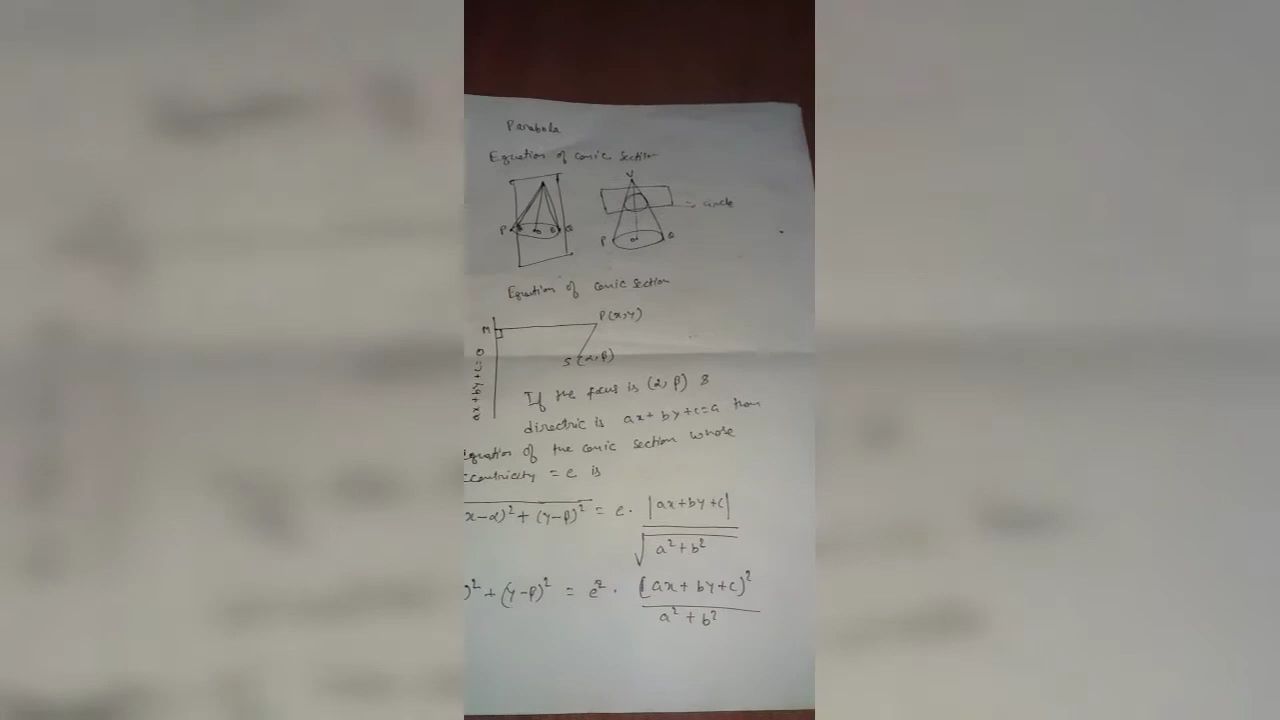 Parabola
Equation of conic section
V
= circle
P Q
P α Q
Equation of conic section
P(x,y)
M
S(α,β)
ax+by+c=0
If the focus is (α,β) &
directric is ax+by+c=0 then
Equation of the conic section whose
eccentricity = e is
x-α)²+(y-β)² = e. |ax+by+c|
√a²+b²
)²+(y-β)² = e². (ax+by+c)²
a²+b²